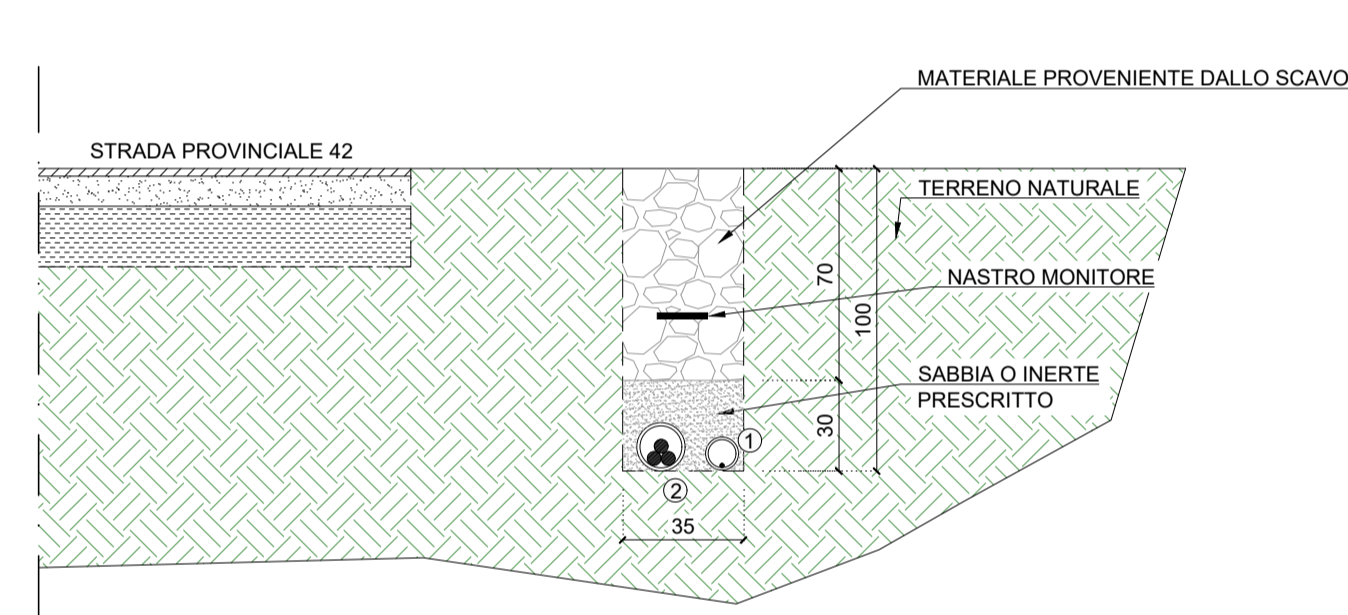 MATERIALE PROVENIENTE DALLO SCAVO
STRADA PROVINCIALE 42
TERRENO NATURALE
70
NASTRO MONITORE
100
SABBIA O INERTE
PRESCRITTO
30
1
2
35